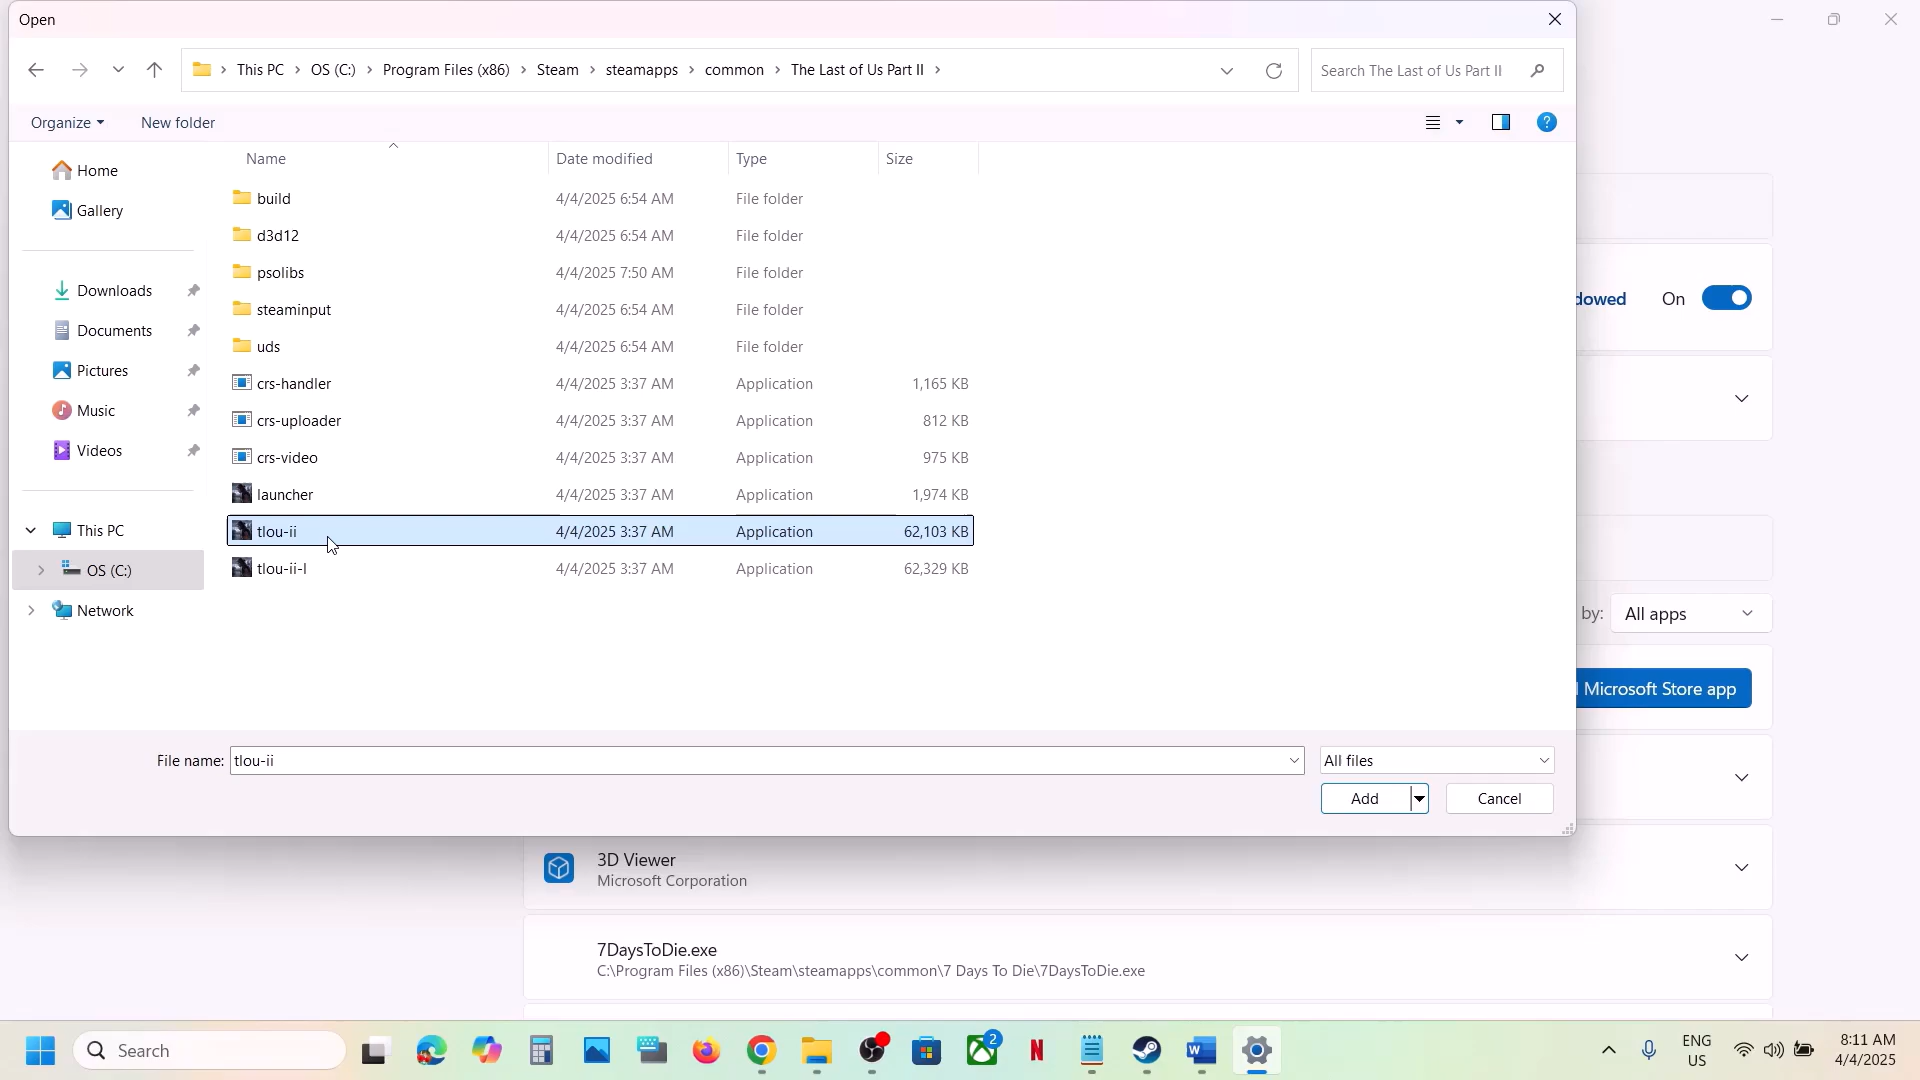 Open
This PC > OS (C:) > Program Files (x86) > Steam > steamapps > common > The Last of Us Part II >
Search The Last of Us Part II
Organize
New folder
Name
Date modified
Type
Size
Home
Gallery
Downloads
Documents
Pictures
Music
Videos
This PC
OS (C:)
Network
build 4/4/2025 6:54 AM File folder
d3d12 4/4/2025 6:54 AM File folder
psolibs 4/4/2025 7:50 AM File folder
steaminput 4/4/2025 6:54 AM File folder
uds 4/4/2025 6:54 AM File folder
crs-handler 4/4/2025 3:37 AM Application 1,165 KB
crs-uploader 4/4/2025 3:37 AM Application 812 KB
crs-video 4/4/2025 3:37 AM Application 975 KB
launcher 4/4/2025 3:37 AM Application 1,974 KB
tlou-ii 4/4/2025 3:37 AM Application 62,103 KB
tlou-ii-l 4/4/2025 3:37 AM Application 62,329 KB
File name: tlou-ii
All files
Add
Cancel
dowed On
by: All apps
Microsoft Store app
3D Viewer
Microsoft Corporation
7DaysToDie.exe
C:\Program Files (x86)\Steam\steamapps\common\7 Days To Die\7DaysToDie.exe
Search
2
ENG
US
8:11 AM
4/4/2025